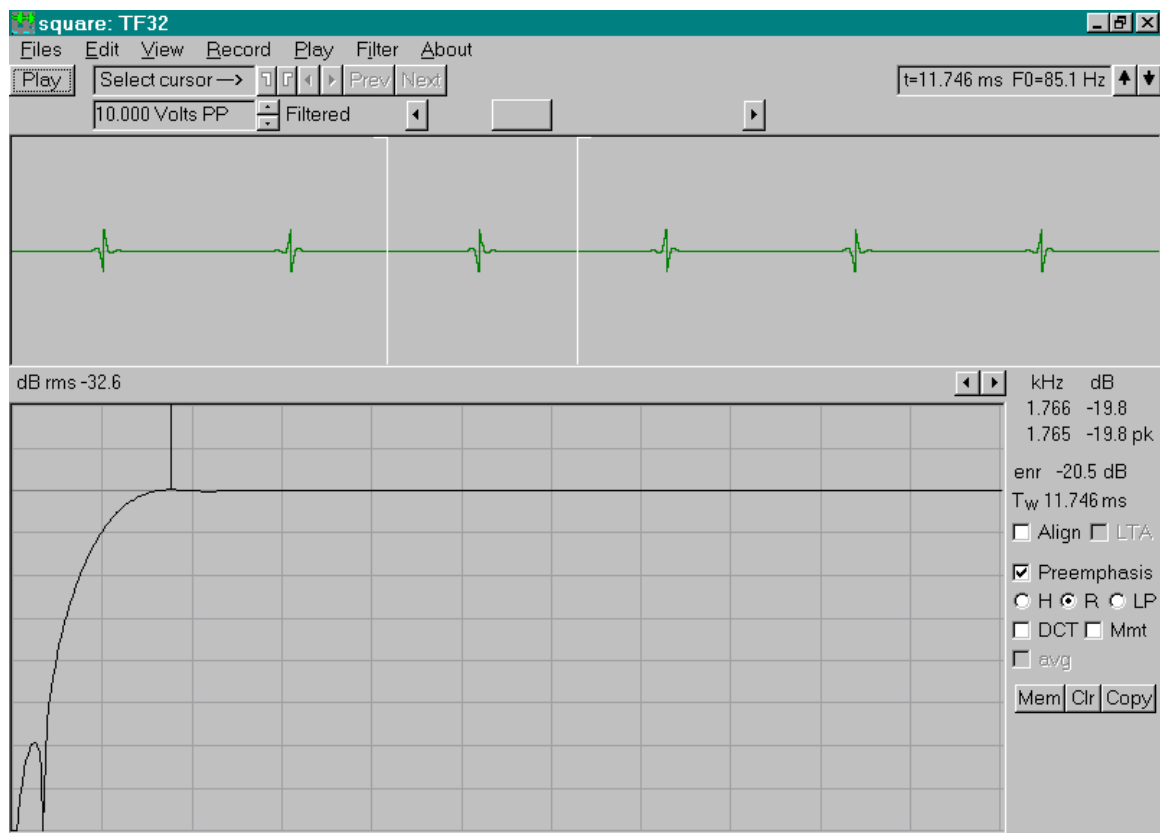 square: TF32
Files Edit View Record Play Filter About
Play Select cursor —> Prev Next t=11.746 ms F0=85.1 Hz
10.000 Volts PP Filtered
dB rms -32.6
kHz dB
1.766 -19.8
1.765 -19.8 pk
enr -20.5 dB
Tw 11.746 ms
Align LTA
Preemphasis
H R LP
DCT Mmt
avg
Mem Clr Copy